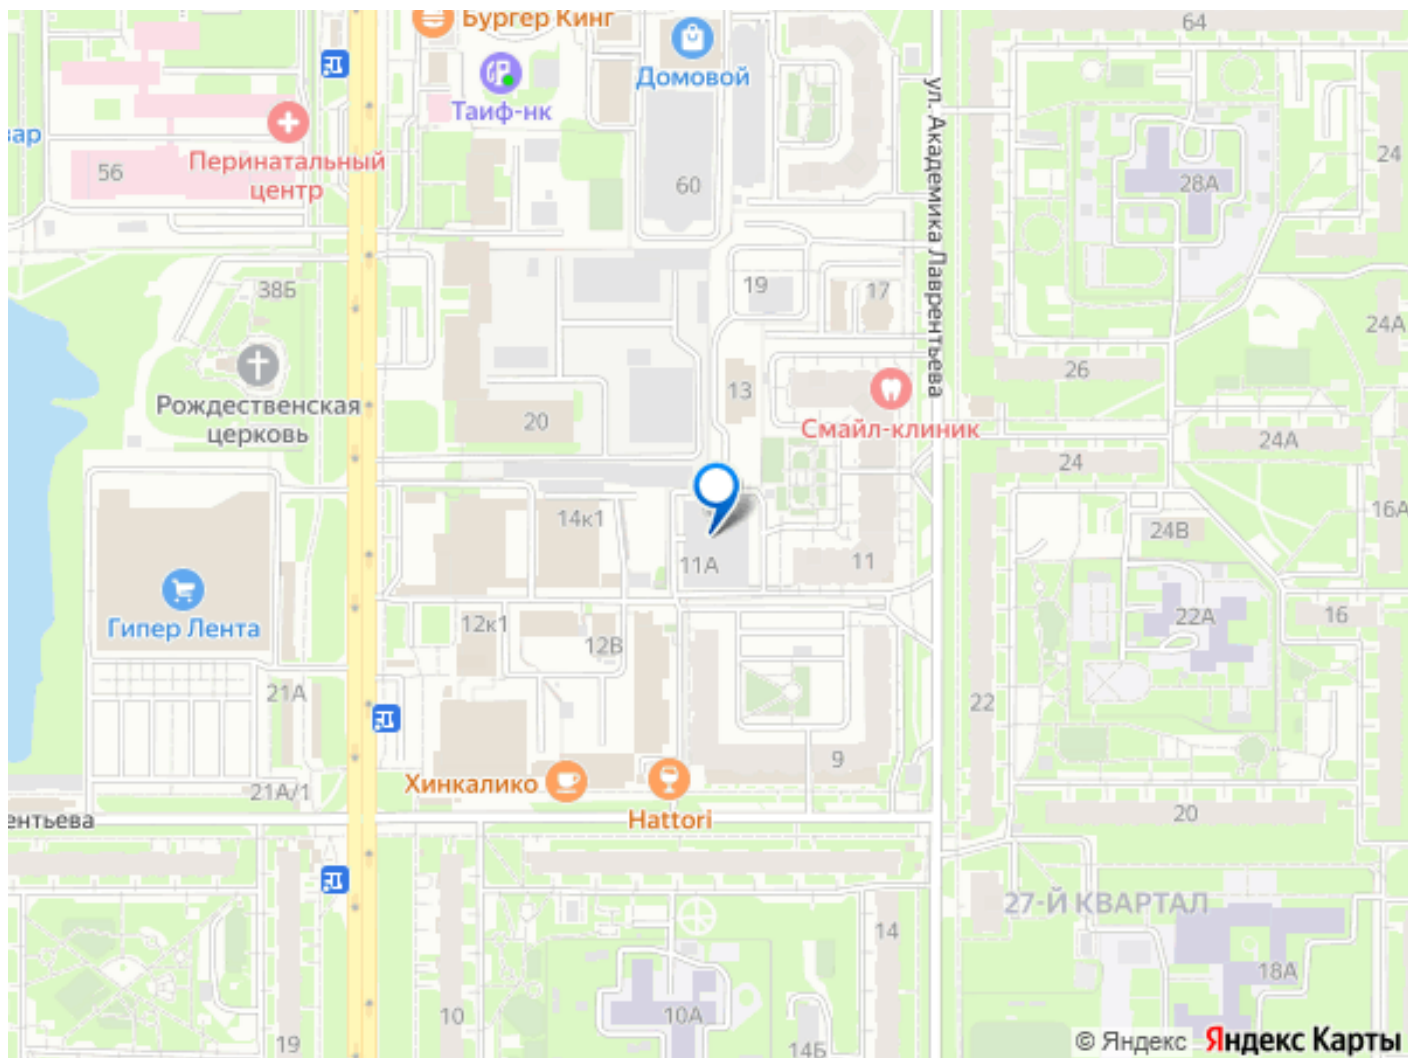 Бургер Кинг
64
Домовой
Таиф-нк
вар
Перинатальный
центр
56
60
24
28А
ул. Академика Лаврентьева
38Б
19
17
24А
Рождественская
церковь
13
26
20
Смайл-клиник
24А
24
14к1
16А
24В
11А
11
Гипер Лента
12к1
12В
22А
16
21А
22
9
Хинкалико
21А/1
Hattori
20
ентьева
27-Й КВАРТАЛ
14
18А
10
10А
19
14Б
© Яндекс Яндекс Карты